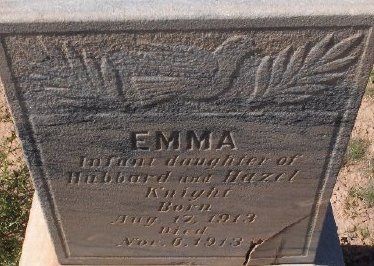 EMMA
Infant daughter of
Hubbard and Hazel
Knight
Born
Aug. 17, 1913
Died
Nov. 6, 1913